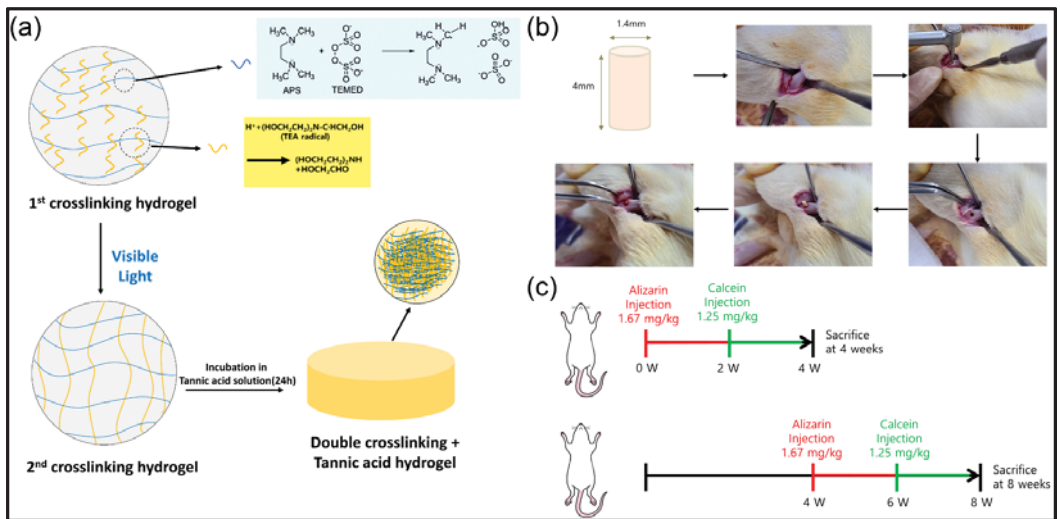 (a)
H
N
CH₃
H₃C
CH₃
APS
+
TEMED
H⁺+(HOCH₂CH₂)₂N-C·HCH₂OH
(TEA radical)
(HOCH₂CH₂)₂NH
+HOCH₂CHO
1st crosslinking hydrogel
Visible
Light
2nd crosslinking hydrogel
Incubation in
Tannic acid solution(24h)
Double crosslinking +
Tannic acid hydrogel
(b)
1.4mm
4mm
(c)
Alizarin
Injection
1.67 mg/kg
Calcein
Injection
1.25 mg/kg
Sacrifice
at 4 weeks
0 W
2 W
4 W
Alizarin
Injection
1.67 mg/kg
Calcein
Injection
1.25 mg/kg
Sacrifice
at 8 weeks
4 W
6 W
8 W